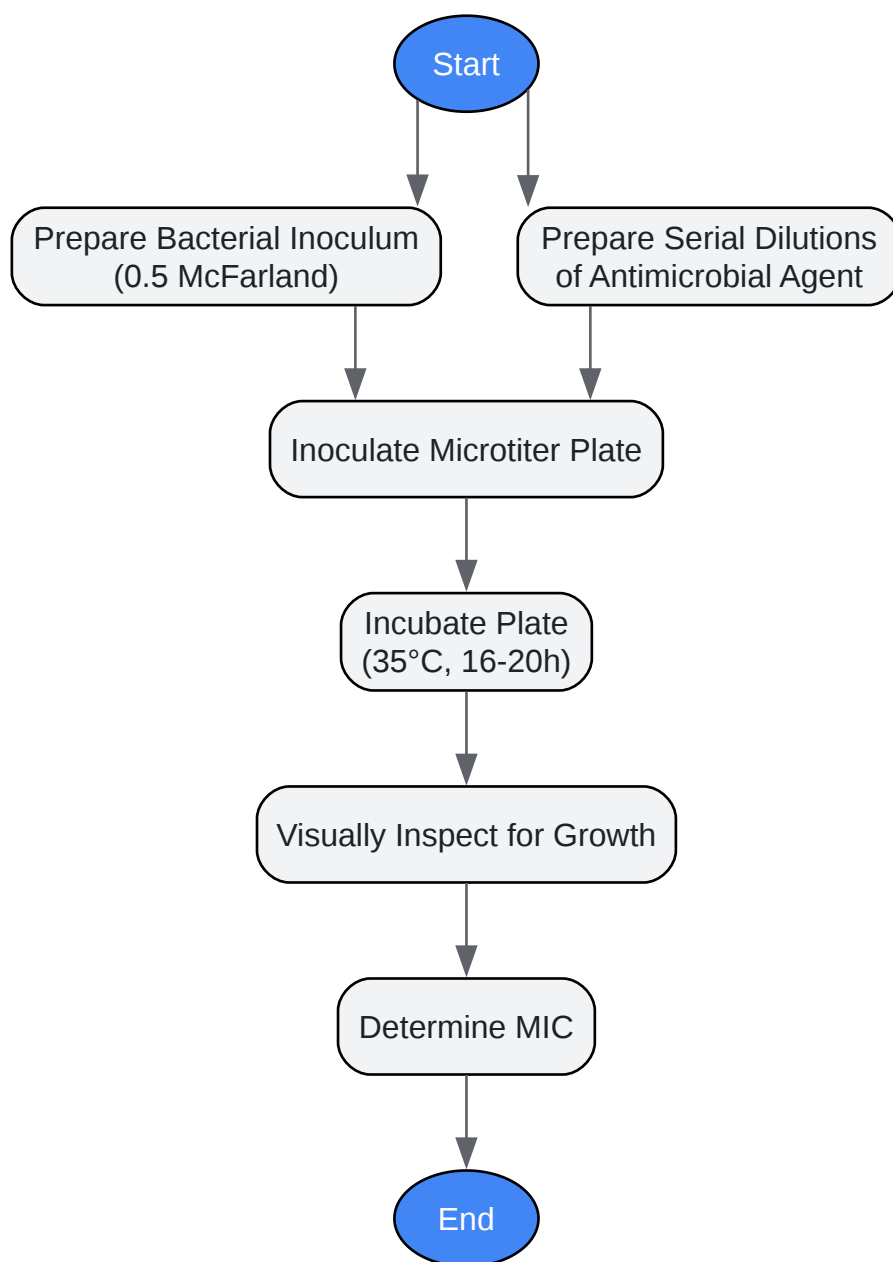 Start
Prepare Bacterial Inoculum
(0.5 McFarland)
Prepare Serial Dilutions
of Antimicrobial Agent
Inoculate Microtiter Plate
Incubate Plate
(35°C, 16-20h)
Visually Inspect for Growth
Determine MIC
End